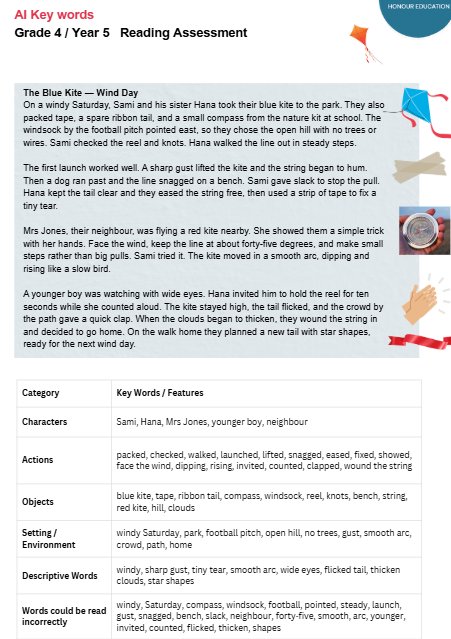 AI Key words
HONOUR EDUCATION
Grade 4 / Year 5 Reading Assessment
The Blue Kite — Wind Day
On a windy Saturday, Sami and his sister Hana took their blue kite to the park. They also
packed tape, a spare ribbon tail, and a small compass from the nature kit at school. The
windsock by the football pitch pointed east, so they chose the open hill with no trees or
wires. Sami checked the reel and knots. Hana walked the line out in steady steps.
The first launch worked well. A sharp gust lifted the kite and the string began to hum.
Then a dog ran past and the line snagged on a bench. Sami gave slack to stop the pull.
Hana kept the tail clear and they eased the string free, then used a strip of tape to fix a
tiny tear.
Mrs Jones, their neighbour, was flying a red kite nearby. She showed them a simple trick
with her hands. Face the wind, keep the line at about forty-five degrees, and make small
steps rather than big pulls. Sami tried it. The kite moved in a smooth arc, dipping and
rising like a slow bird.
A younger boy was watching with wide eyes. Hana invited him to hold the reel for ten
seconds while she counted aloud. The kite stayed high, the tail flicked, and the crowd by
the path gave a quick clap. When the clouds began to thicken, they wound the string in
and decided to go home. On the walk home they planned a new tail with star shapes,
ready for the next wind day.
Category Key Words / Features
Characters Sami, Hana, Mrs Jones, younger boy, neighbour
Actions packed, checked, walked, launched, lifted, snagged, eased, fixed, showed,
face the wind, dipping, rising, invited, counted, clapped, wound the string
Objects blue kite, tape, ribbon tail, compass, windsock, reel, knots, bench, string,
red kite, hill, clouds
Setting / Environment windy Saturday, park, football pitch, open hill, no trees, gust, smooth arc,
crowd, path, home
Descriptive Words windy, sharp gust, tiny tear, smooth arc, wide eyes, flicked tail, thicken
clouds, star shapes
Words could be read incorrectly windy, Saturday, compass, windsock, football, pointed, steady, launch,
gust, snagged, bench, slack, neighbour, forty-five, smooth, arc, younger,
invited, counted, flicked, thicken, shapes